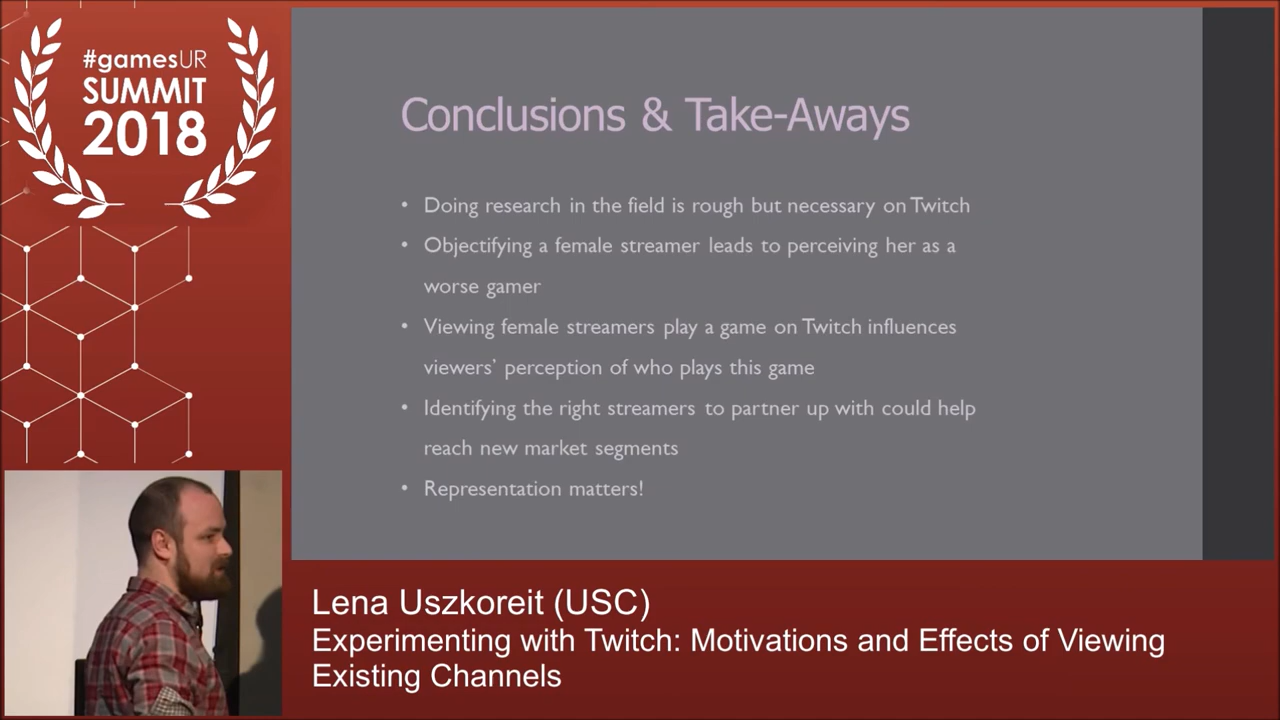 #gamesUR
SUMMIT
2018
Conclusions & Take-Aways
• Doing research in the field is rough but necessary on Twitch
• Objectifying a female streamer leads to perceiving her as a
worse gamer
• Viewing female streamers play a game on Twitch influences
viewers’ perception of who plays this game
• Identifying the right streamers to partner up with could help
reach new market segments
• Representation matters!
Lena Uszkoreit (USC)
Experimenting with Twitch: Motivations and Effects of Viewing
Existing Channels